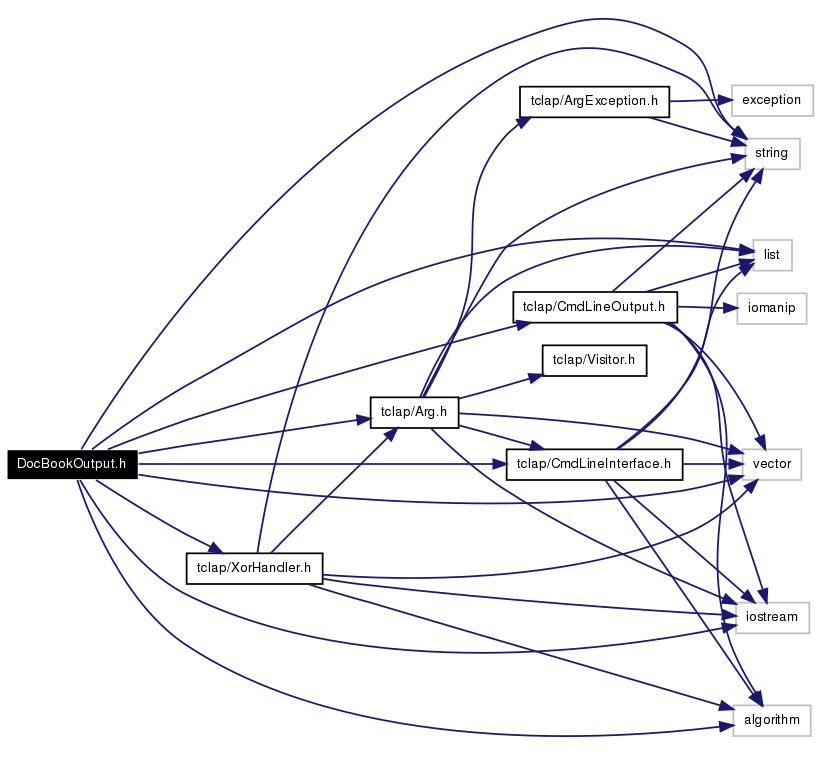 tclap/ArgException.h
exception
string
list
tclap/CmdLineOutput.h
iomanip
tclap/Visitor.h
tclap/Arg.h
DocBookOutput.h
tclap/CmdLineInterface.h
vector
tclap/XorHandler.h
iostream
algorithm